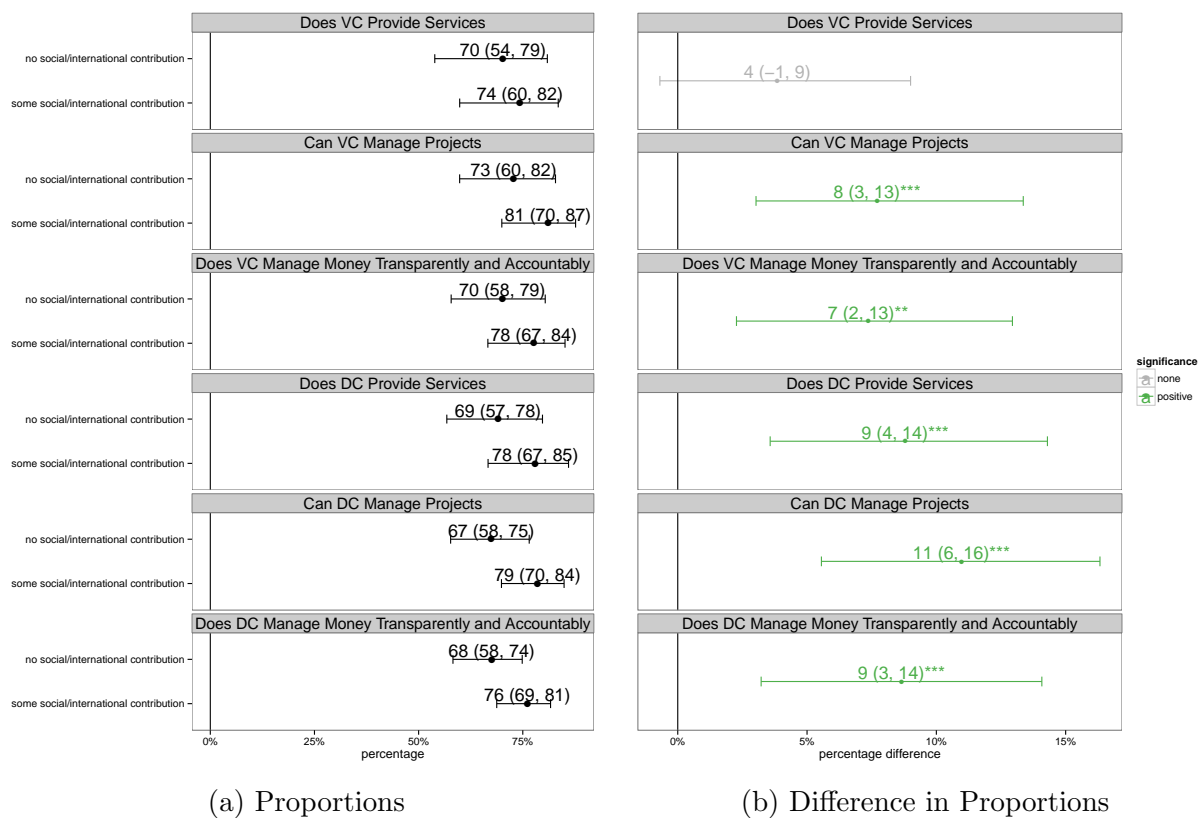 Does VC Provide Services
no social/international contribution
70 (54, 79)
some social/international contribution
74 (60, 82)
Can VC Manage Projects
no social/international contribution
73 (60, 82)
some social/international contribution
81 (70, 87)
Does VC Manage Money Transparently and Accountably
no social/international contribution
70 (58, 79)
some social/international contribution
78 (67, 84)
Does DC Provide Services
no social/international contribution
69 (57, 78)
some social/international contribution
78 (67, 85)
Can DC Manage Projects
no social/international contribution
67 (58, 75)
some social/international contribution
79 (70, 84)
Does DC Manage Money Transparently and Accountably
no social/international contribution
68 (58, 74)
some social/international contribution
76 (69, 81)
0% 25% 50% 75%
percentage
(a) Proportions
Does VC Provide Services
4 (−1, 9)
Can VC Manage Projects
8 (3, 13)***
Does VC Manage Money Transparently and Accountably
7 (2, 13)**
Does DC Provide Services
9 (4, 14)***
Can DC Manage Projects
11 (6, 16)***
Does DC Manage Money Transparently and Accountably
9 (3, 14)***
0% 5% 10% 15%
percentage difference
(b) Difference in Proportions
significance
a none
a positive